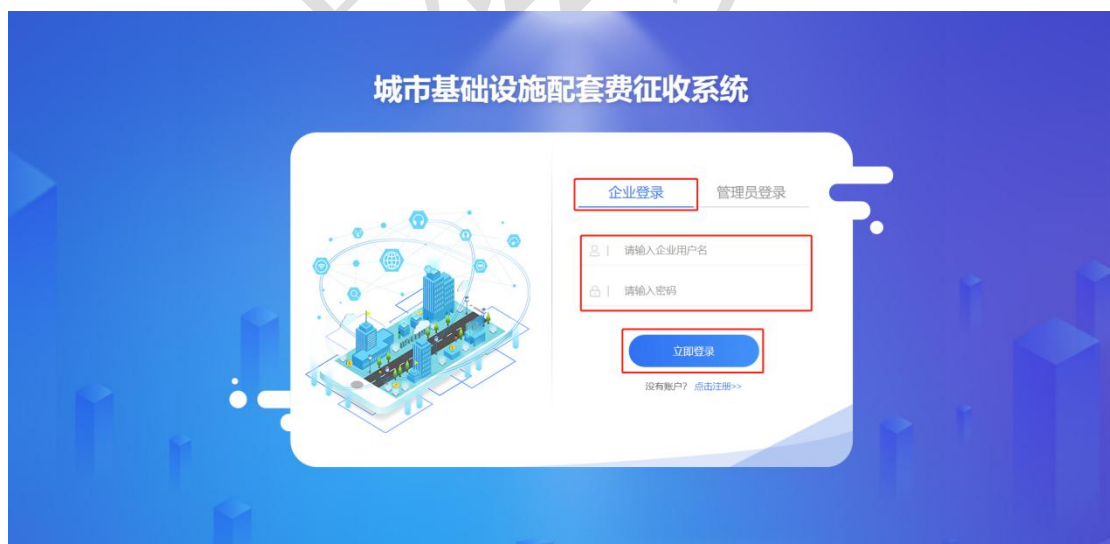 城市基础设施配套费征收系统
企业登录 管理员登录
请输入企业用户名
请输入密码
立即登录
没有账户? 点击注册>>